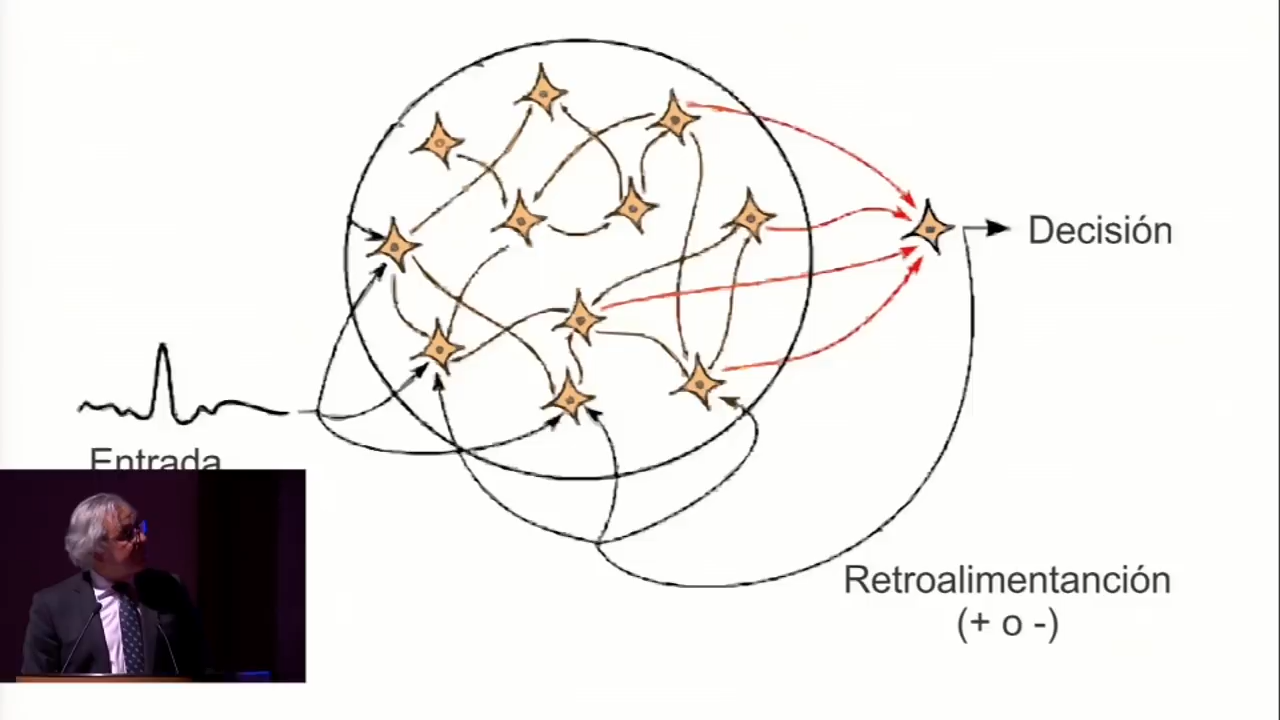 Decisión
Entrada
Retroalimentanción
(+ o -)